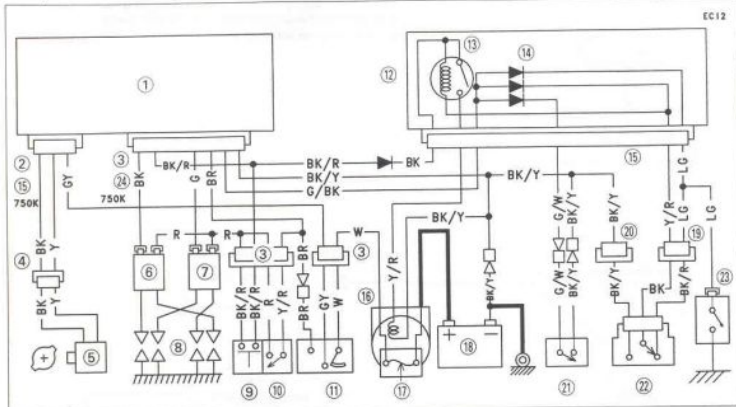 EC12
⑬
⑭
⑫
①
②
③
⑮
BK/R
BK/R
BK
⑮
㉔
BK
GY
G
BR
BK/Y
G/BK
BK/Y
LG
750K
750K
BK
Y
R
R
BK/Y
Y/R
LG
LG
G/W
BK/Y
BK/Y
④
⑥
⑦
③
BR
③
W
Y/R
⑯
⑳
⑲
㉓
BK
Y
BK/R
BK/R
R
Y/R
BR
GY
W
BK/Y
G/W
BK/Y
BK/Y
BK
BK/R
⑤
⑧
+
−
⑱
⑨
⑩
⑪
⑰
㉑
㉒